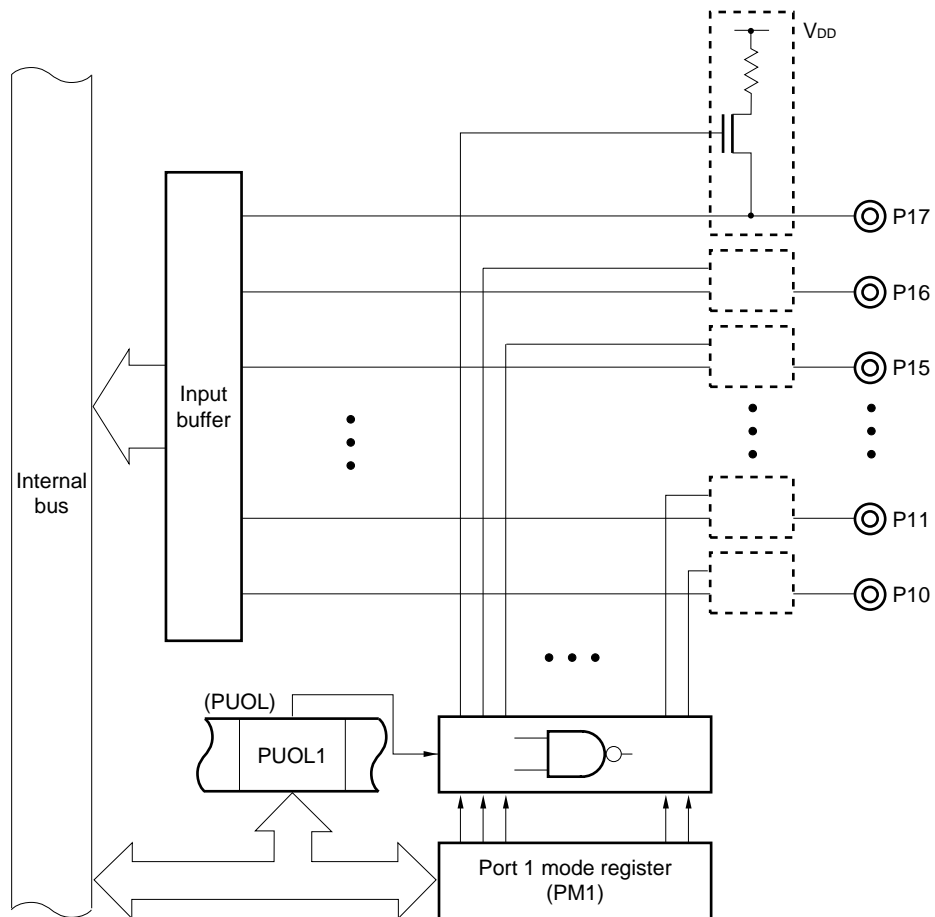 VDD
P17
P16
P15
Input
buffer
Internal
bus
P11
P10
(PUOL)
PUOL1
Port 1 mode register
(PM1)